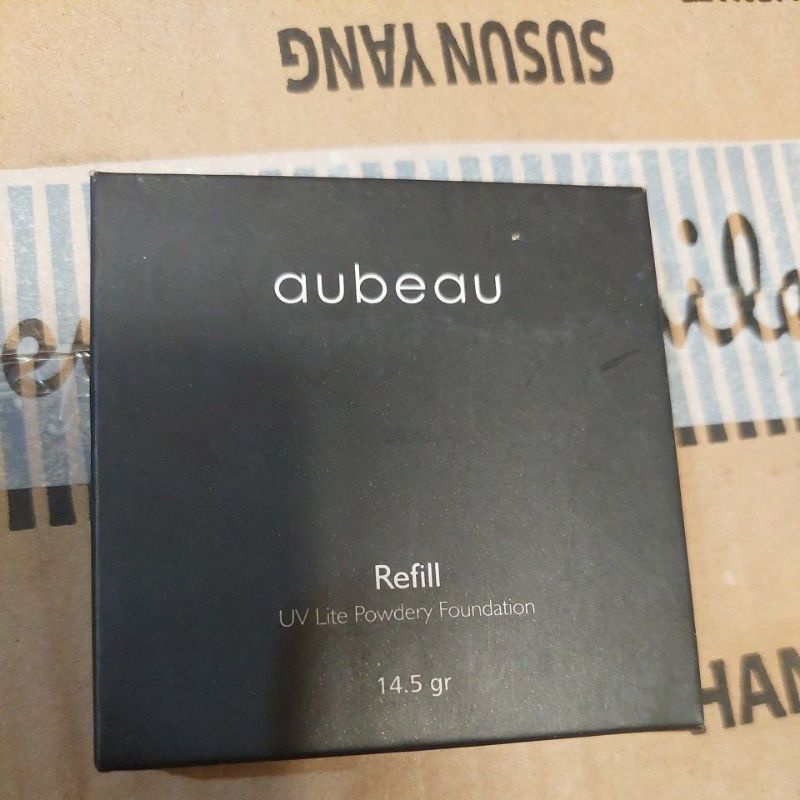 SUSUN YANG
aubeau
Refill
UV Lite Powdery Foundation
14.5 gr